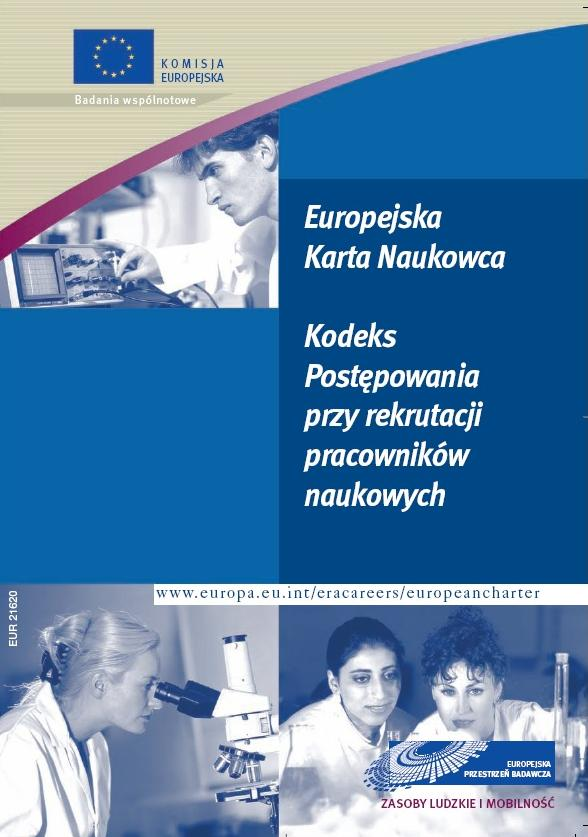 KOMISJA
EUROPEJSKA
Badania wspólnotowe
Europejska
Karta Naukowca
Kodeks
Postępowania
przy rekrutacji
pracowników
naukowych
www.europa.eu.int/eracareers/europeancharter
EUR 21620
EUROPEJSKA
PRZESTRZEŃ BADAWCZA
ZASOBY LUDZKIE I MOBILNOŚĆ